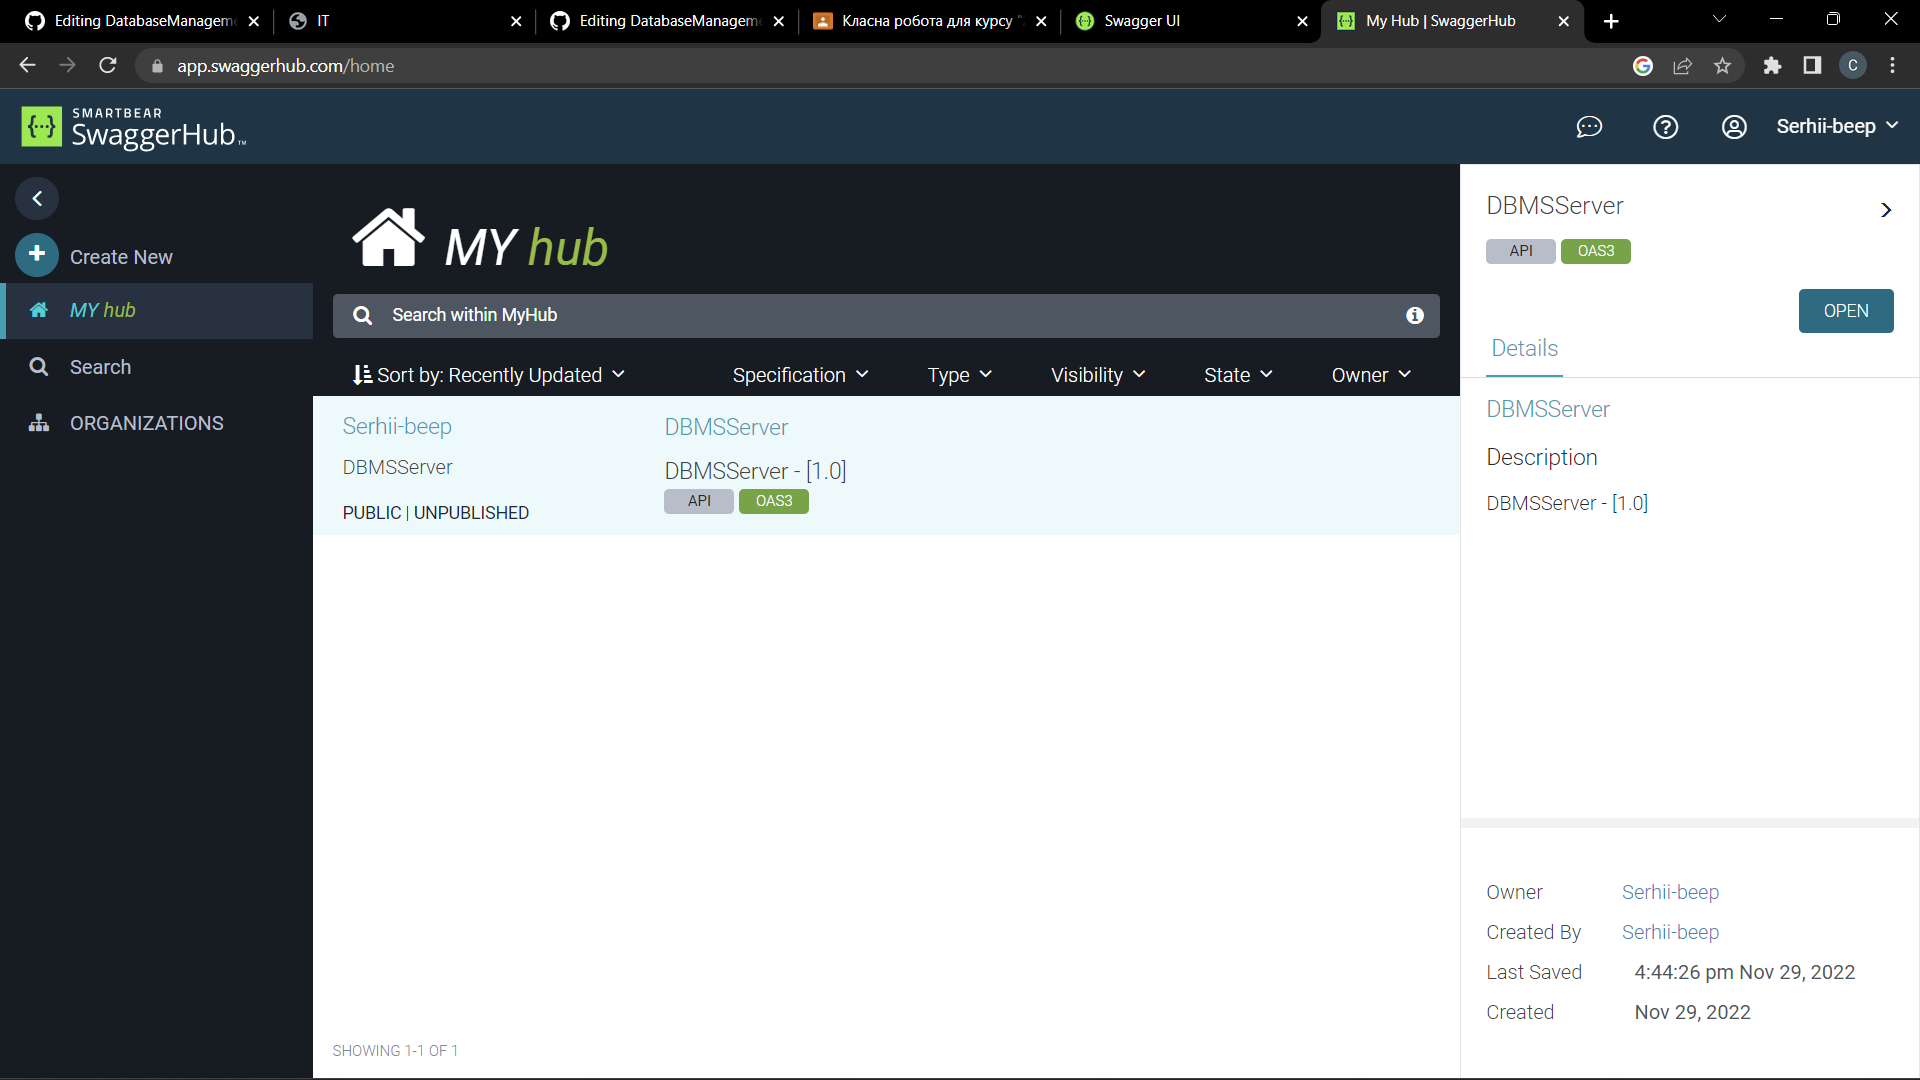 Editing DatabaseManageme
IT
Editing DatabaseManagem
Класна робота для курсу "
Swagger UI
My Hub | SwaggerHub
app.swaggerhub.com/home
C
SMARTBEAR
SwaggerHub™
Serhii-beep
Create New
MY hub
Search
ORGANIZATIONS
MY hub
Search within MyHub
Sort by: Recently Updated
Specification
Type
Visibility
State
Owner
Serhii-beep
DBMSServer
PUBLIC | UNPUBLISHED
DBMSServer
DBMSServer - [1.0]
API OAS3
SHOWING 1-1 OF 1
DBMSServer
API OAS3
OPEN
Details
DBMSServer
Description
DBMSServer - [1.0]
Owner Serhii-beep
Created By Serhii-beep
Last Saved 4:44:26 pm Nov 29, 2022
Created Nov 29, 2022